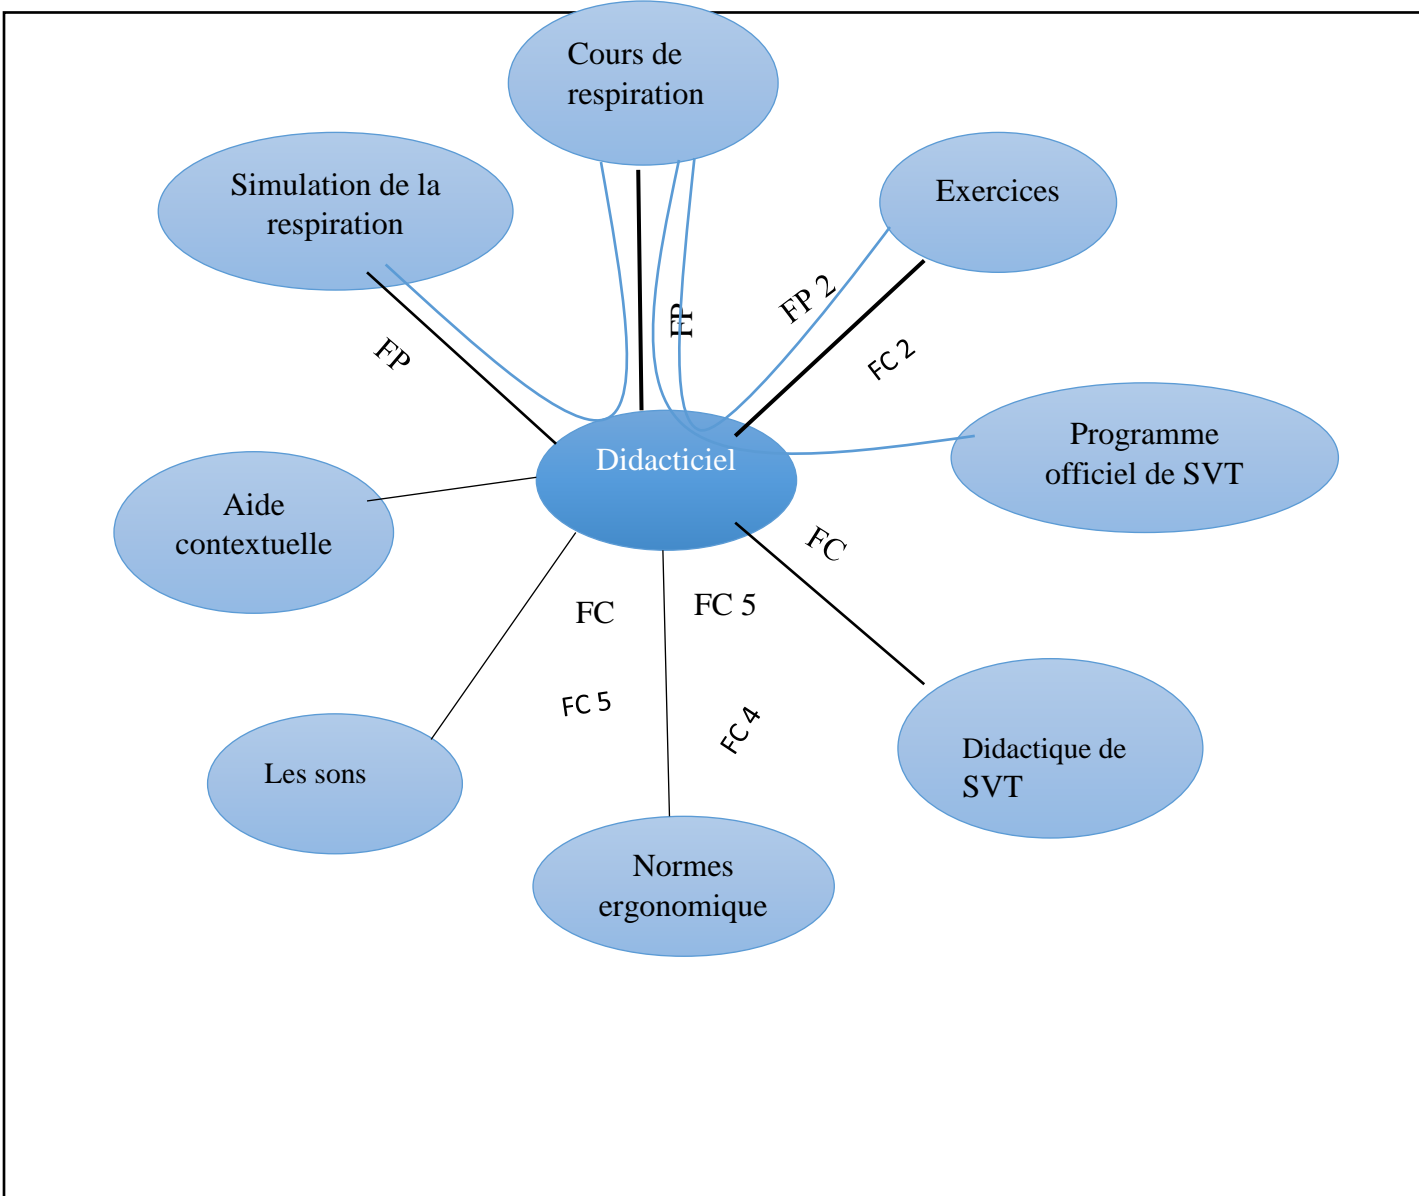 Cours de
respiration
Simulation de la
respiration
Exercices
FP
FP 2
FP
FC 2
Programme
officiel de SVT
Didacticiel
Aide
contextuelle
FC
FC
FC 5
FC 5
FC 4
Didactique de
SVT
Les sons
Normes
ergonomique